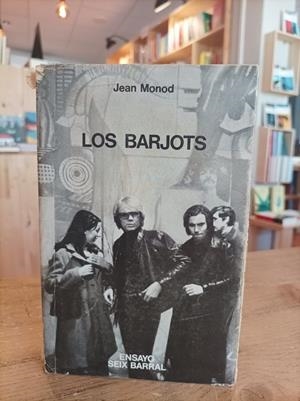 Jean Monod
LOS BARJOTS
ENSAYO
SEIX BARRAL